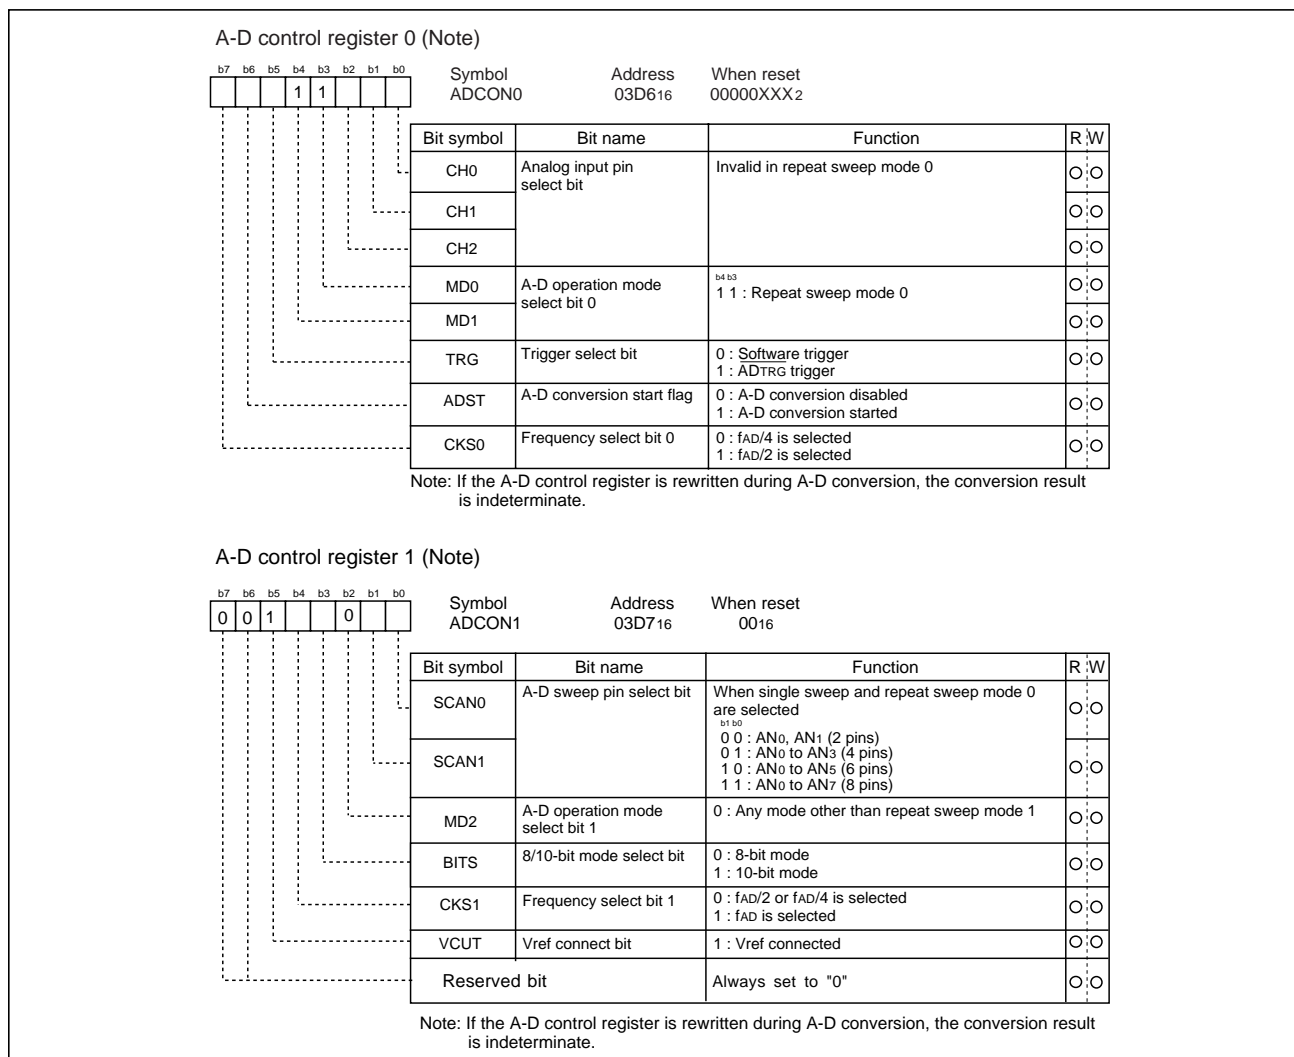 A-D control register 0 (Note)
b7 b6 b5 b4 b3 b2 b1 b0
1 1
Symbol Address When reset
ADCON0 03D616 00000XXX2
Bit symbol Bit name Function R W
CH0 Analog input pin select bit Invalid in repeat sweep mode 0
CH1
CH2
MD0 A-D operation mode select bit 0 b4 b3
1 1 : Repeat sweep mode 0
MD1
TRG Trigger select bit 0 : Software trigger
1 : ADTRG trigger
ADST A-D conversion start flag 0 : A-D conversion disabled
1 : A-D conversion started
CKS0 Frequency select bit 0 0 : fAD/4 is selected
1 : fAD/2 is selected
Note: If the A-D control register is rewritten during A-D conversion, the conversion result
is indeterminate.
A-D control register 1 (Note)
b7 b6 b5 b4 b3 b2 b1 b0
0 0 1 0
Symbol Address When reset
ADCON1 03D716 0016
Bit symbol Bit name Function R W
SCAN0 A-D sweep pin select bit When single sweep and repeat sweep mode 0
are selected
b1 b0
0 0 : AN0, AN1 (2 pins)
0 1 : AN0 to AN3 (4 pins)
SCAN1 1 0 : AN0 to AN5 (6 pins)
1 1 : AN0 to AN7 (8 pins)
MD2 A-D operation mode select bit 1 0 : Any mode other than repeat sweep mode 1
BITS 8/10-bit mode select bit 0 : 8-bit mode
1 : 10-bit mode
CKS1 Frequency select bit 1 0 : fAD/2 or fAD/4 is selected
1 : fAD is selected
VCUT Vref connect bit 1 : Vref connected
Reserved bit Always set to "0"
Note: If the A-D control register is rewritten during A-D conversion, the conversion result
is indeterminate.